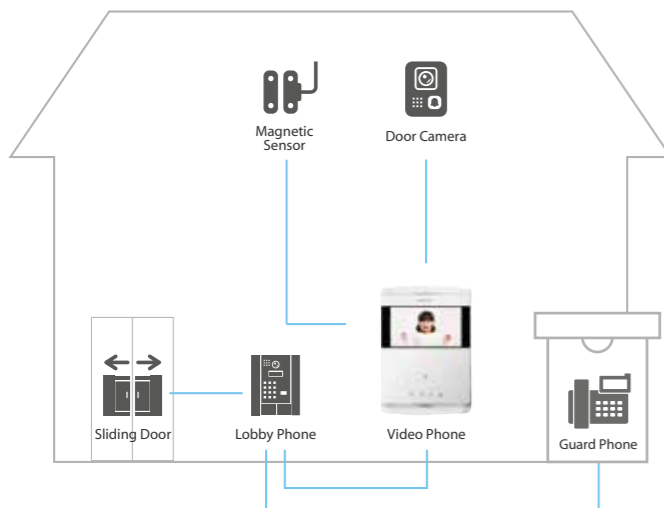 Magnetic
Sensor
Door Camera
Sliding Door
Lobby Phone
Video Phone
Guard Phone